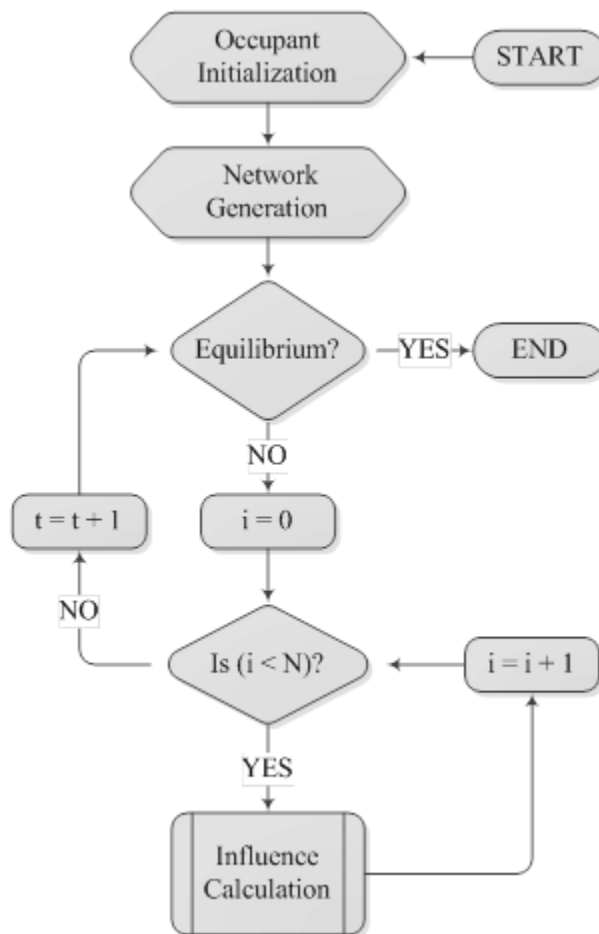 Occupant
Initialization
START
Network
Generation
Equilibrium?
YES
END
NO
t = t + 1
i = 0
NO
Is (i < N)?
i = i + 1
YES
Influence
Calculation